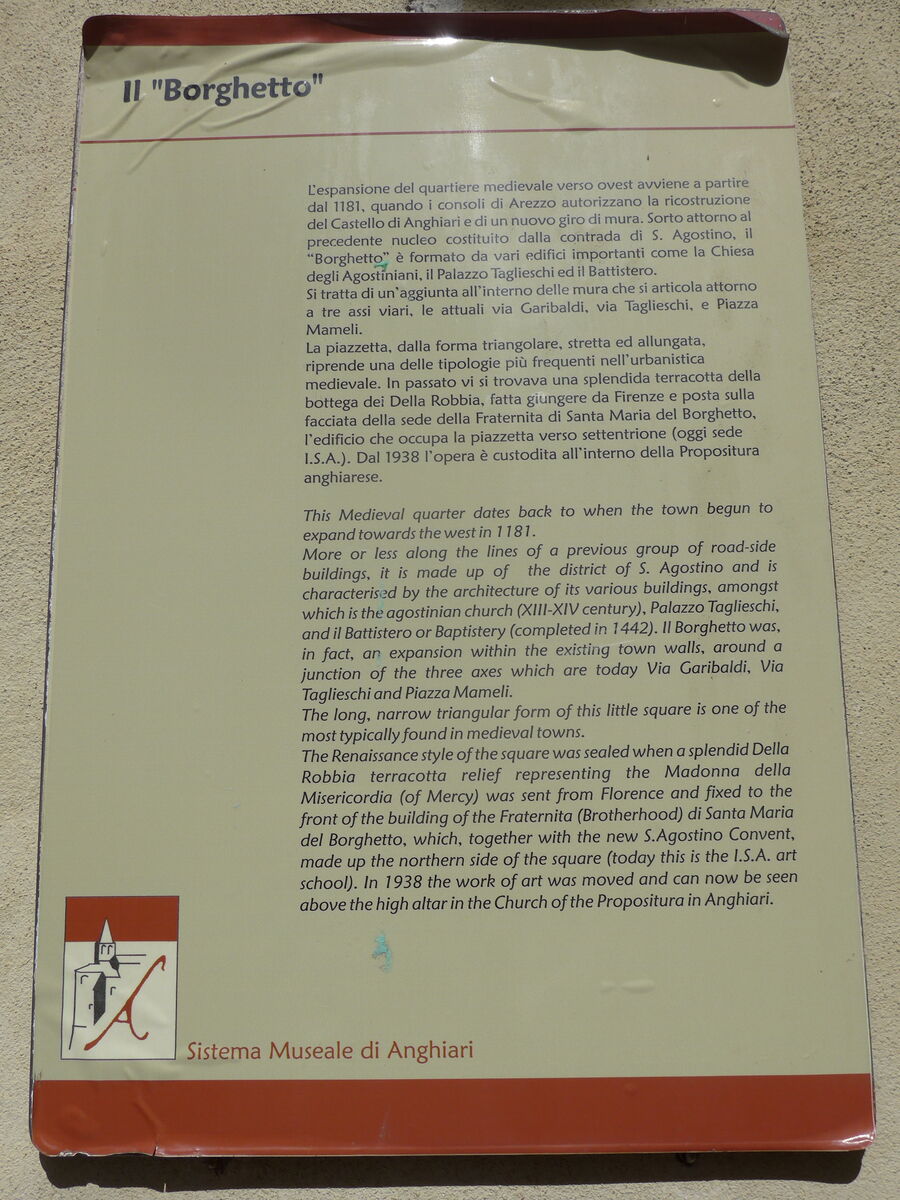 Il "Borghetto"
L'espansione del quartiere medievale verso ovest avviene a partire
dal 1181, quando i consoli di Arezzo autorizzano la ricostruzione
del Castello di Anghiari e di un nuovo giro di mura. Sorto attorno al
precedente nucleo costituito dalla contrada di S. Agostino, il
“Borghetto” è formato da vari edifici importanti come la Chiesa
degli Agostiniani, il Palazzo Taglieschi ed il Battistero.
Si tratta di un'aggiunta all'interno delle mura che si articola attorno
a tre assi viari, le attuali via Garibaldi, via Taglieschi, e Piazza
Mameli.
La piazzetta, dalla forma triangolare, stretta ed allungata,
riprende una delle tipologie più frequenti nell'urbanistica
medievale. In passato vi si trovava una splendida terracotta della
bottega dei Della Robbia, fatta giungere da Firenze e posta sulla
facciata della sede della Fraternita di Santa Maria del Borghetto,
l'edificio che occupa la piazzetta verso settentrione (oggi sede
I.S.A.). Dal 1938 l'opera è custodita all'interno della Propositura
anghiarese.
This Medieval quarter dates back to when the town begun to
expand towards the west in 1181.
More or less along the lines of a previous group of road-side
buildings, it is made up of the district of S. Agostino and is
characterised by the architecture of its various buildings, amongst
which is the agostinian church (XIII-XIV century), Palazzo Taglieschi,
and il Battistero or Baptistery (completed in 1442). Il Borghetto was,
in fact, an expansion within the existing town walls, around a
junction of the three axes which are today Via Garibaldi, Via
Taglieschi and Piazza Mameli.
The long, narrow triangular form of this little square is one of the
most typically found in medieval towns.
The Renaissance style of the square was sealed when a splendid Della
Robbia terracotta relief representing the Madonna della
Misericordia (of Mercy) was sent from Florence and fixed to the
front of the building of the Fraternita (Brotherhood) di Santa Maria
del Borghetto, which, together with the new S.Agostino Convent,
made up the northern side of the square (today this is the I.S.A. art
school). In 1938 the work of art was moved and can now be seen
above the high altar in the Church of the Propositura in Anghiari.
Sistema Museale di Anghiari